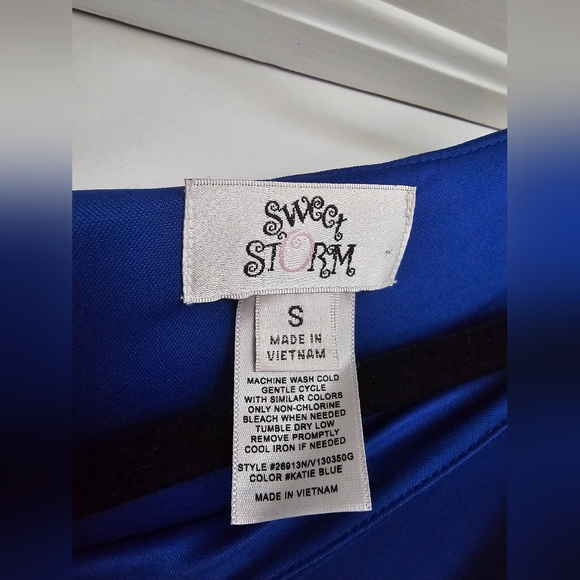 SWeet
STORM
S
MADE IN
VIETNAM
MACHINE WASH COLD
GENTLE CYCLE
WITH SIMILAR COLORS
ONLY NON-CHLORINE
BLEACH WHEN NEEDED
TUMBLE DRY LOW
REMOVE PROMPTLY
COOL IRON IF NEEDED
STYLE #26913N/V130350G
COLOR #KATIE BLUE
MADE IN VIETNAM